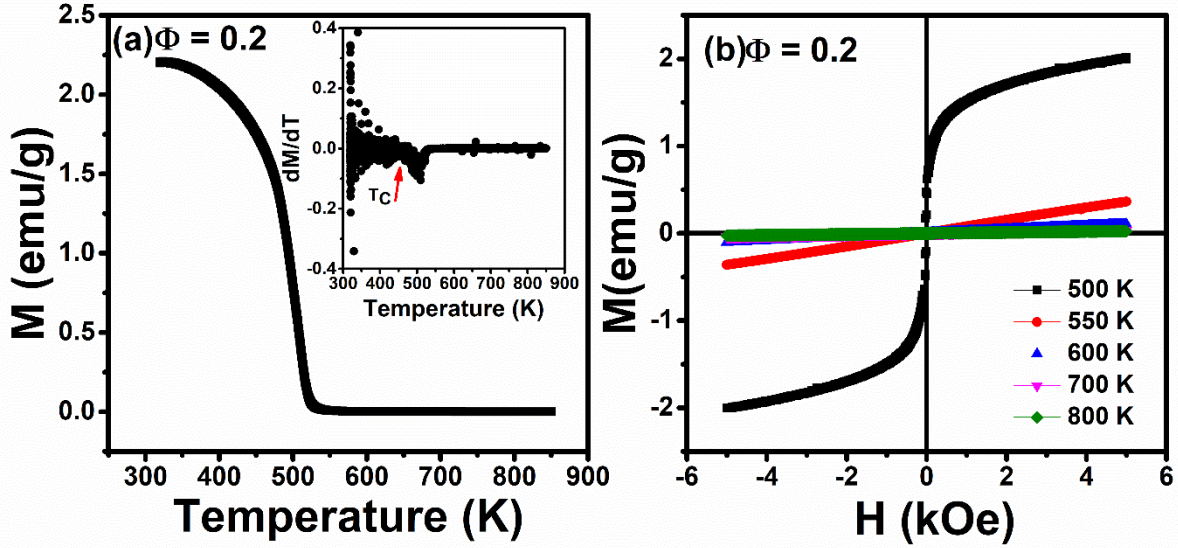 (a)Φ = 0.2
2.5
2.0
1.5
1.0
0.5
0.0
M (emu/g)
300 400 500 600 700 800 900
Temperature (K)
0.4
0.2
0.0
-0.2
-0.4
dM/dT
T_C
300 400 500 600 700 800 900
Temperature (K)
(b)Φ = 0.2
2
1
0
-1
-2
M(emu/g)
500 K
550 K
600 K
700 K
800 K
-6 -4 -2 0 2 4 6
H (kOe)